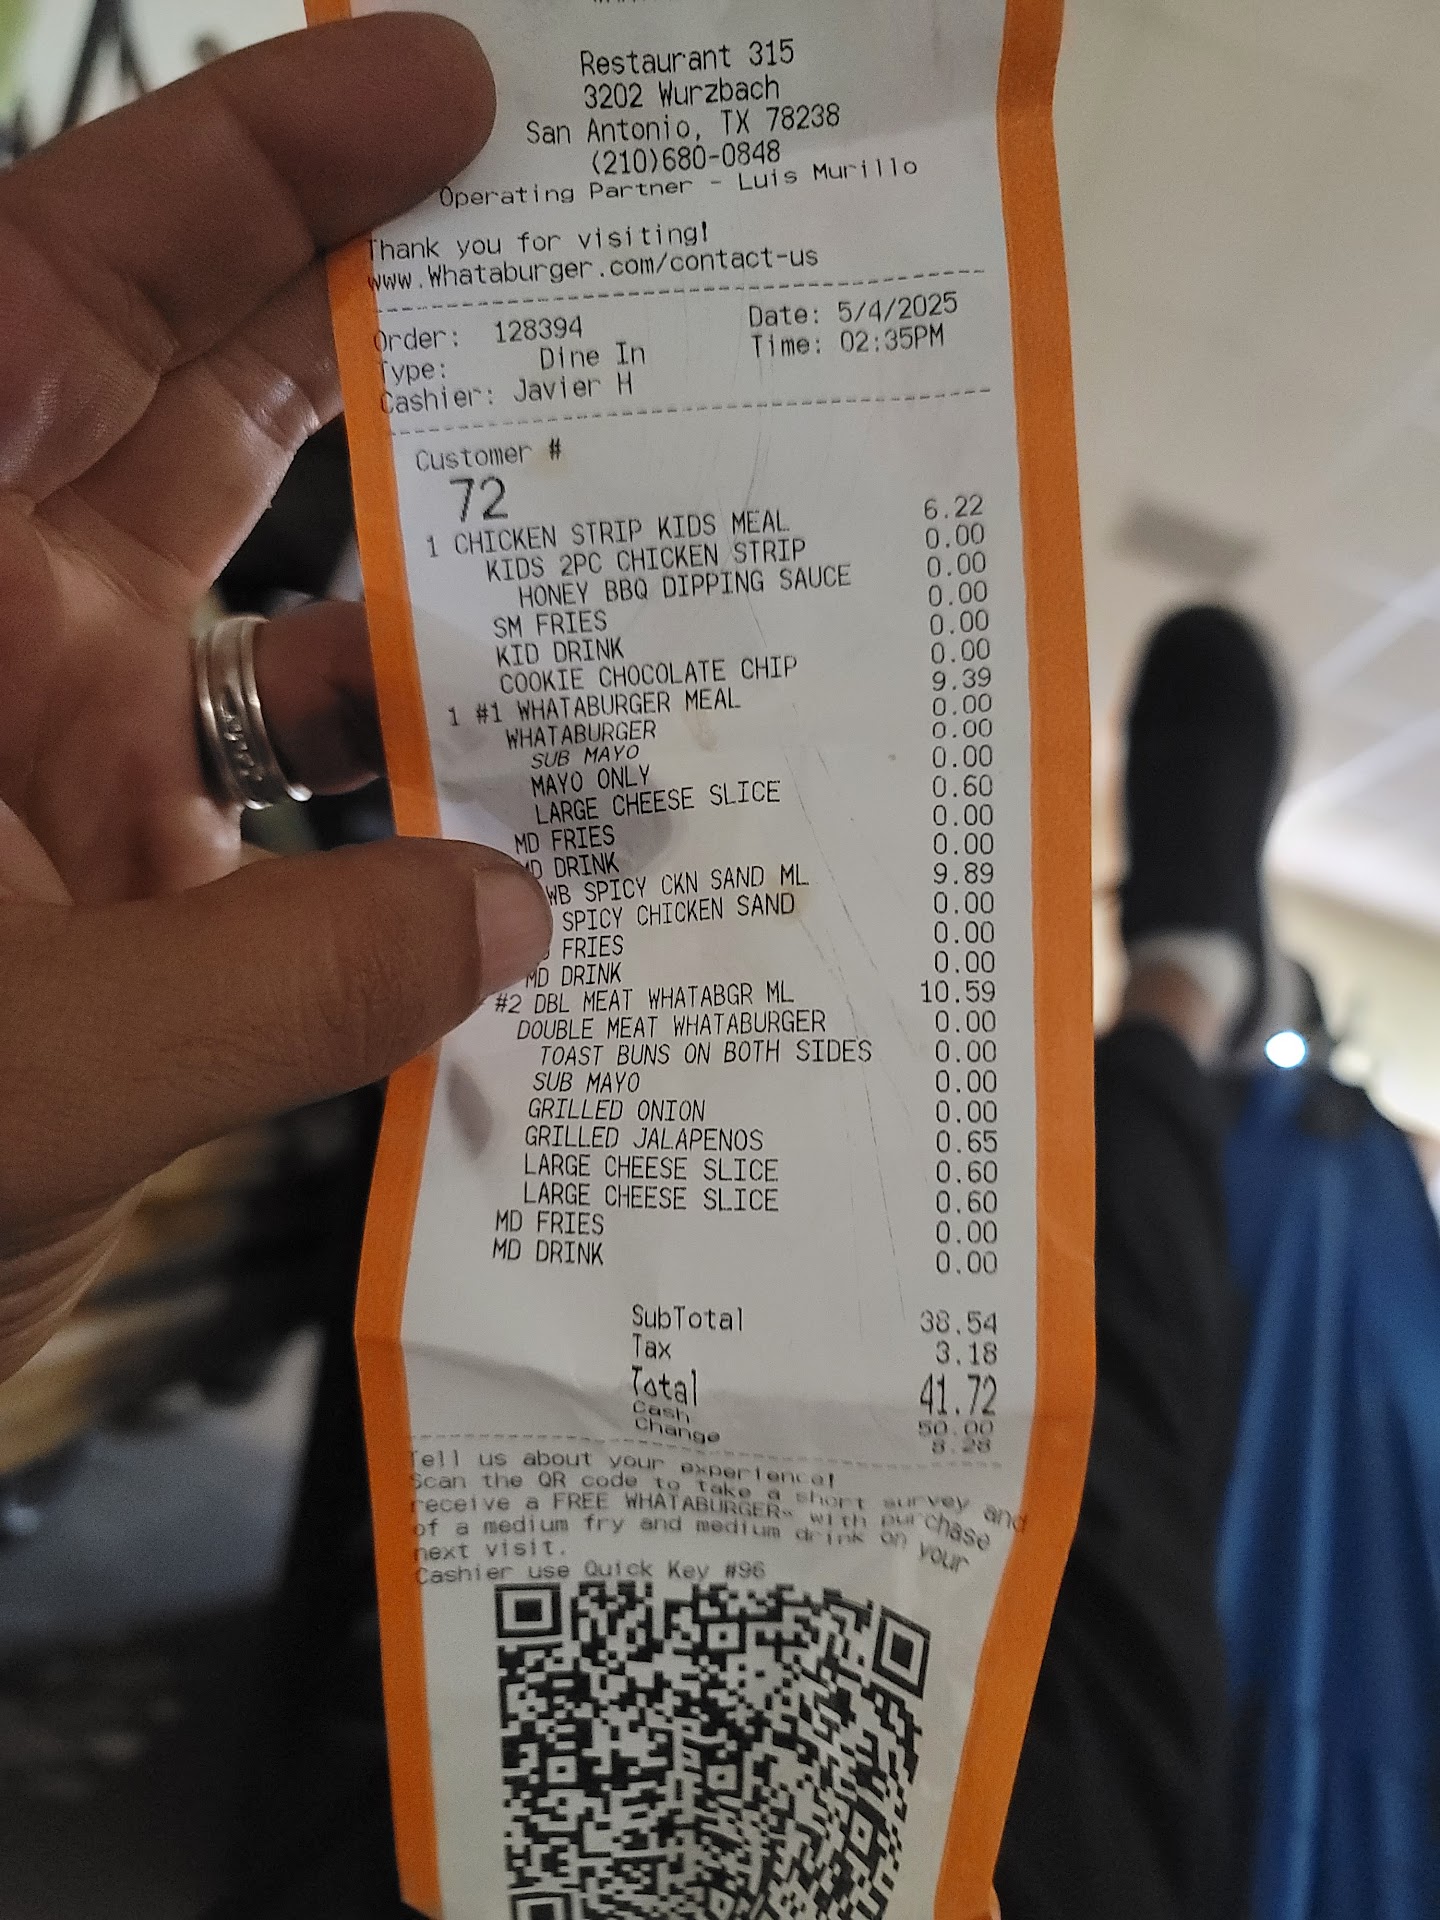 Restaurant 315
3202 Wurzbach
San Antonio, TX 78238
(210)680-0848
Operating Partner - Luis Murillo
Thank you for visiting!
www.Whataburger.com/contact-us
Order: 128394 Date: 5/4/2025
Type: Dine In Time: 02:35PM
Cashier: Javier H
Customer #
72
1 CHICKEN STRIP KIDS MEAL 6.22
KIDS 2PC CHICKEN STRIP 0.00
HONEY BBQ DIPPING SAUCE 0.00
SM FRIES 0.00
KID DRINK 0.00
COOKIE CHOCOLATE CHIP 0.00
1 #1 WHATABURGER MEAL 9.39
WHATABURGER 0.00
SUB MAYO 0.00
MAYO ONLY 0.00
LARGE CHEESE SLICE 0.60
MD FRIES 0.00
MD DRINK 0.00
WB SPICY CKN SAND ML 9.89
SPICY CHICKEN SAND 0.00
FRIES 0.00
MD DRINK 0.00
#2 DBL MEAT WHATABGR ML 10.59
DOUBLE MEAT WHATABURGER 0.00
TOAST BUNS ON BOTH SIDES 0.00
SUB MAYO 0.00
GRILLED ONION 0.00
GRILLED JALAPENOS 0.65
LARGE CHEESE SLICE 0.60
LARGE CHEESE SLICE 0.60
MD FRIES 0.00
MD DRINK 0.00
SubTotal 38.54
Tax 3.18
Total 41.72
Cash 50.00
Change 8.28
Tell us about your experience!
Scan the QR code to take a short survey and
receive a FREE WHATABURGER® with purchase
of a medium fry and medium drink on your
next visit.
Cashier use Quick Key #96